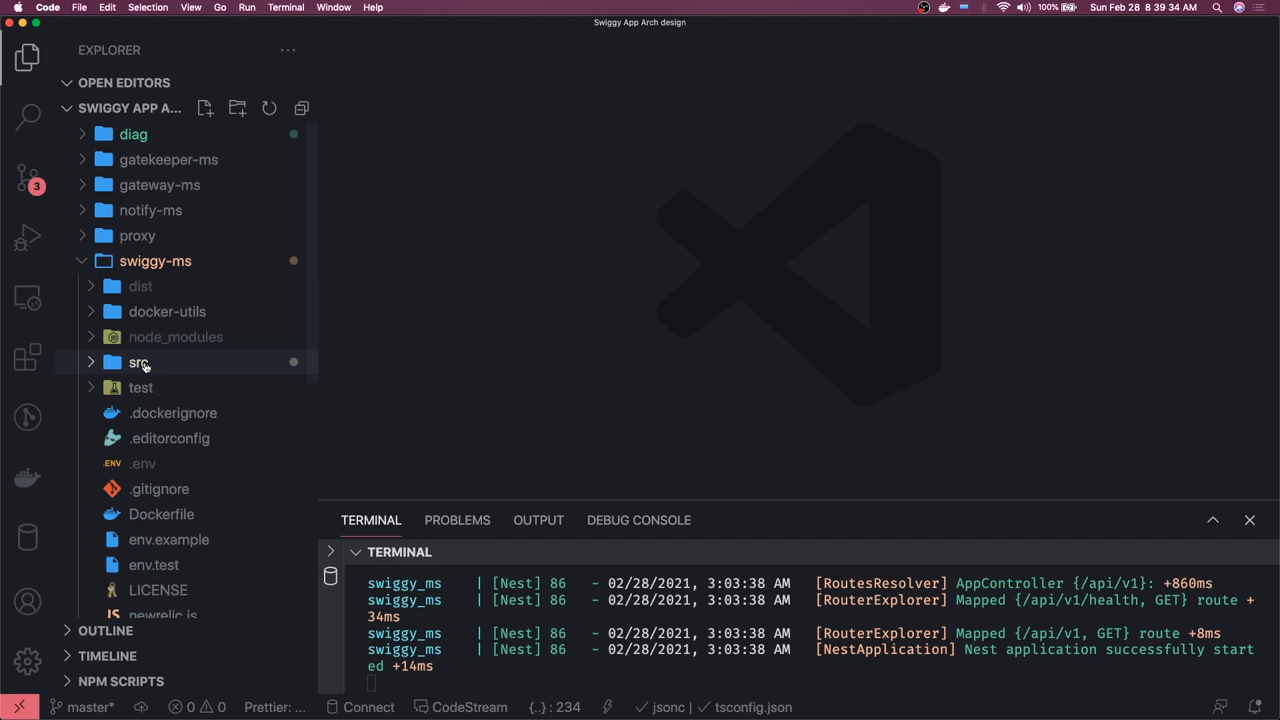 Code File Edit Selection View Go Run Terminal Window Help 100% Sun Feb 28 8:39:34 AM
Swiggy App Arch design
EXPLORER
OPEN EDITORS
SWIGGY APP A...
diag
gatekeeper-ms
gateway-ms
notify-ms
3
proxy
swiggy-ms
dist
docker-utils
node_modules
src
test
.dockerignore
.editorconfig
.ENV .env
.gitignore
Dockerfile
env.example
env.test
LICENSE
JS newrelic.js
OUTLINE
TIMELINE
NPM SCRIPTS
TERMINAL PROBLEMS OUTPUT DEBUG CONSOLE
TERMINAL
swiggy_ms | [Nest] 86 - 02/28/2021, 3:03:38 AM [RoutesResolver] AppController {/api/v1}: +860ms
swiggy_ms | [Nest] 86 - 02/28/2021, 3:03:38 AM [RouterExplorer] Mapped {/api/v1/health, GET} route +
34ms
swiggy_ms | [Nest] 86 - 02/28/2021, 3:03:38 AM [RouterExplorer] Mapped {/api/v1, GET} route +8ms
swiggy_ms | [Nest] 86 - 02/28/2021, 3:03:38 AM [NestApplication] Nest application successfully start
ed +14ms
master* 0 0 Prettier: ... Connect CodeStream {..} : 234 jsonc tsconfig.json